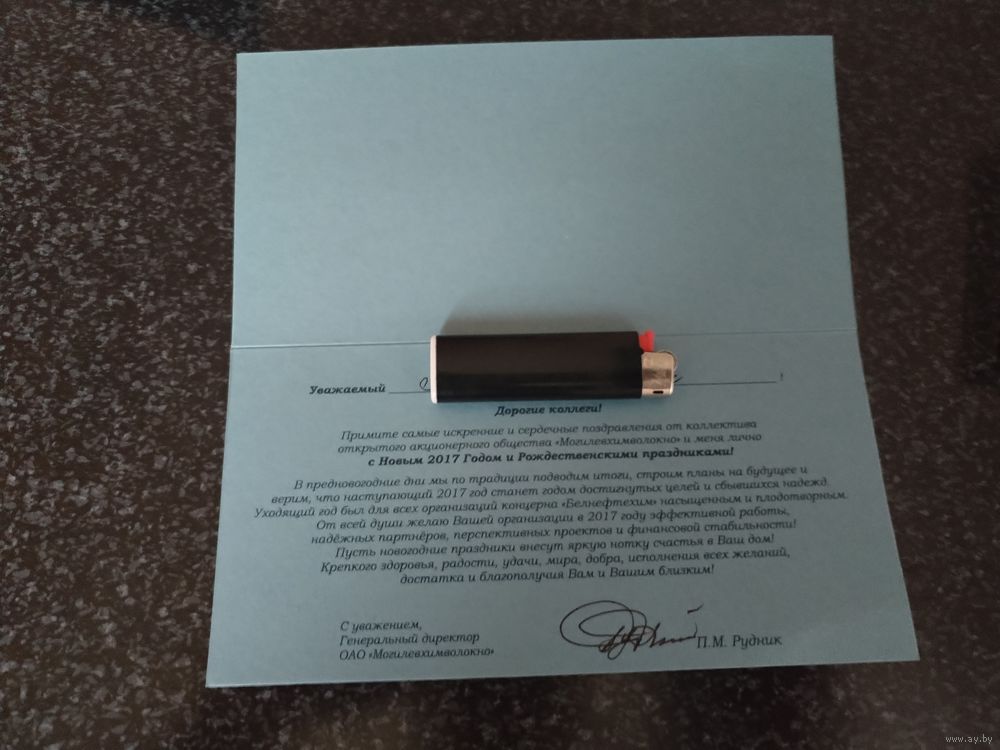 Уважаемый !
Дорогие коллеги!
Примите самые искренние и сердечные поздравления от коллектива
открытого акционерного общества «Могилевхимволокно» и меня лично
с Новым 2017 Годом и Рождественскими праздниками!
В предновогодние дни мы по традиции подводим итоги, строим планы на будущее и
верим, что наступающий 2017 год станет годом достигнутых целей и сбывшихся надежд.
Уходящий год был для всех организаций концерна «Белнефтехим» насыщенным и плодотворным.
От всей души желаю Вашей организации в 2017 году эффективной работы,
надёжных партнёров, перспективных проектов и финансовой стабильности!
Пусть новогодние праздники внесут яркую нотку счастья в Ваш дом!
Крепкого здоровья, радости, удачи, мира, добра, исполнения всех желаний,
достатка и благополучия Вам и Вашим близким!
С уважением,
Генеральный директор
ОАО «Могилевхимволокно»
П.М. Рудник
www.ay.by